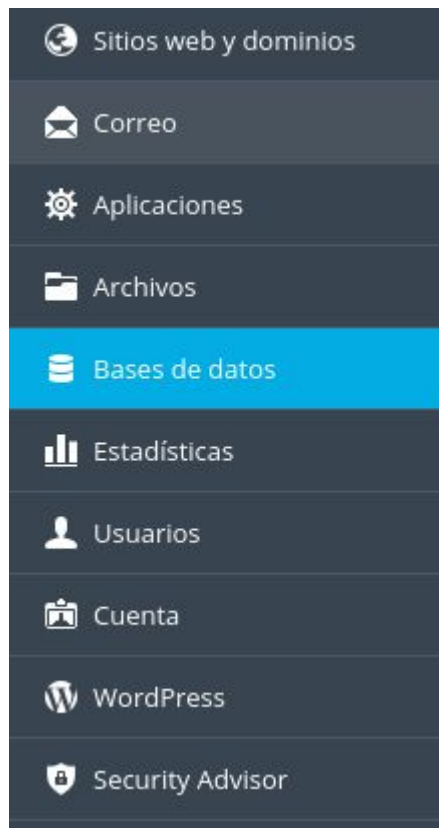 Sitios web y dominios
Correo
Aplicaciones
Archivos
Bases de datos
Estadísticas
Usuarios
Cuenta
WordPress
Security Advisor